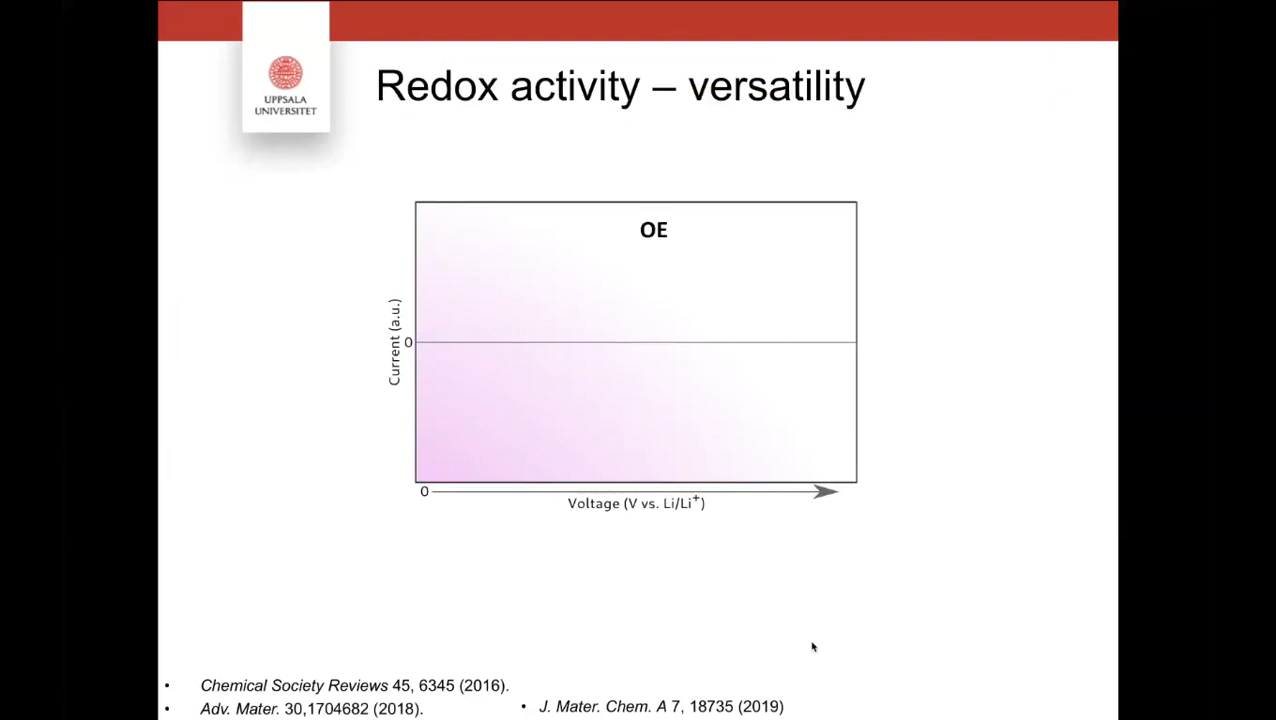 UPPSALA
UNIVERSITET
Redox activity – versatility
OE
Current (a.u.)
0
0
Voltage (V vs. Li/Li⁺)
• Chemical Society Reviews 45, 6345 (2016).
• Adv. Mater. 30,1704682 (2018).
• J. Mater. Chem. A 7, 18735 (2019)